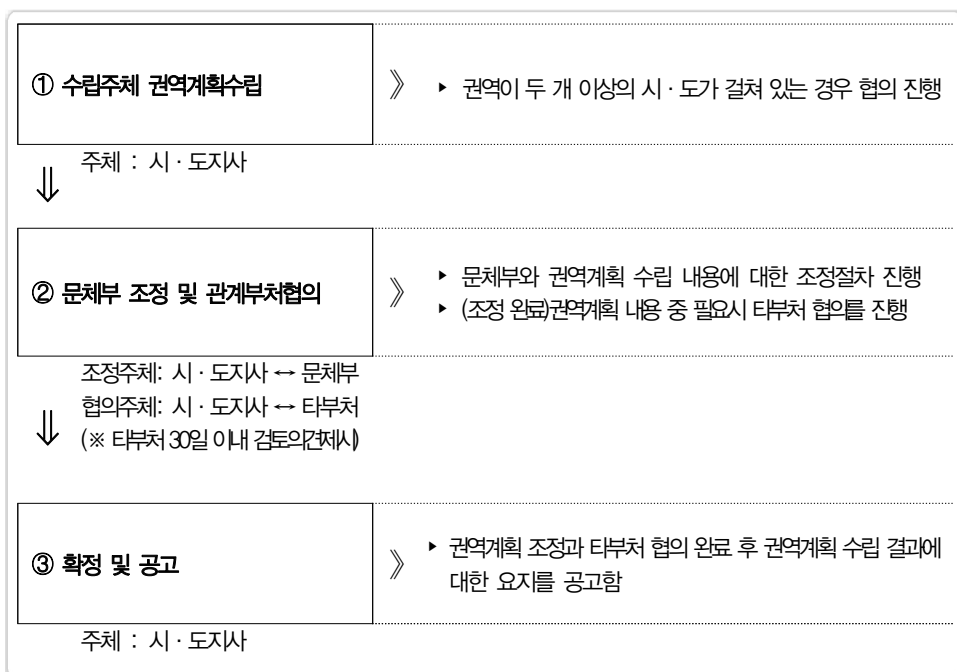 ① 수립주체 권역계획수립
》
▸ 권역이 두 개 이상의 시·도가 걸쳐 있는 경우 협의 진행
⇓
주체 : 시·도지사
② 문체부 조정 및 관계부처협의
》
▸ 문체부와 권역계획 수립 내용에 대한 조정절차 진행
▸ (조정 완료)권역계획 내용 중 필요시 타부처 협의를 진행
조정주체: 시·도지사 ↔ 문체부
협의주체: 시·도지사 ↔ 타부처
⇓
(※ 타부처 30일 이내 검토의견제시)
③ 확정 및 공고
》
▸ 권역계획 조정과 타부처 협의 완료 후 권역계획 수립 결과에
대한 요지를 공고함
주체 : 시·도지사